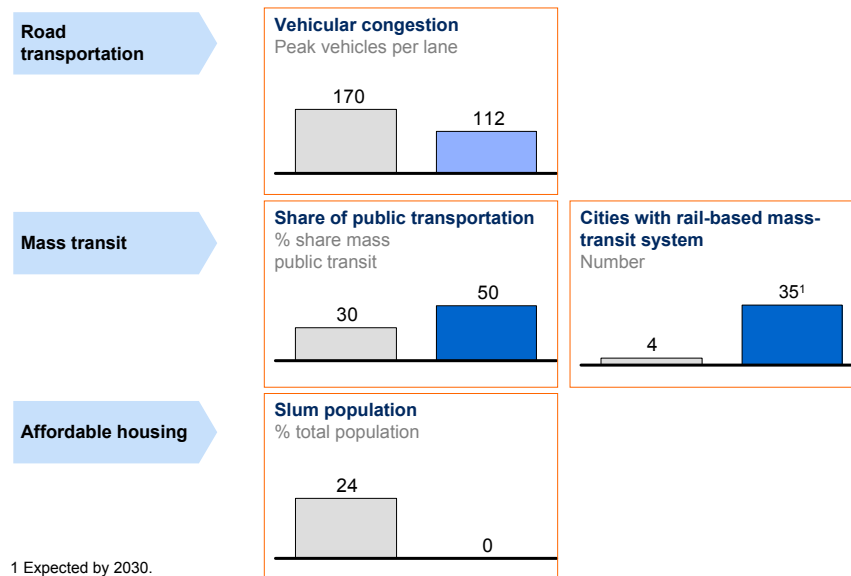 Road
transportation
Vehicular congestion
Peak vehicles per lane
170
112
Mass transit
Share of public transportation
% share mass
public transit
30
50
Cities with rail-based mass-
transit system
Number
4
35¹
Affordable housing
Slum population
% total population
24
0
1 Expected by 2030.